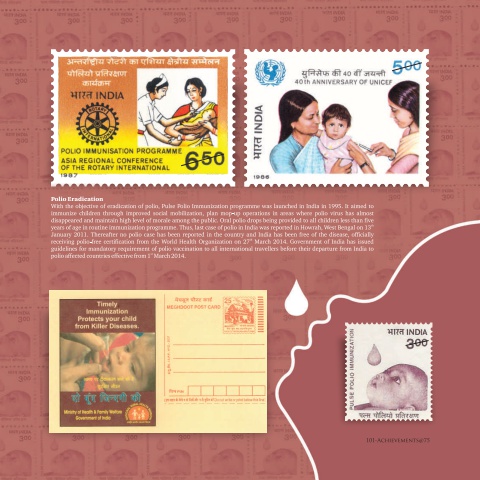 अन्तर्राष्ट्रीय रोटरी का एशिया क्षेत्रीय सम्मेलन
पोलियो प्रतिरक्षण
कार्यक्रम
भारत INDIA
ROTARY
INTERNATIONAL
POLIO IMMUNISATION PROGRAMME
ASIA REGIONAL CONFERENCE
OF THE ROTARY INTERNATIONAL
650
1987
यूनिसेफ की 40 वीं जयन्ती
40th ANNIVERSARY OF UNICEF
500
भारत INDIA
1986
Polio Eradication
With the objective of eradication of polio, Pulse Polio Immunization programme was launched in India in 1995. It aimed to
immunize children through improved social mobilization, plan mop-up operations in areas where polio virus has almost
disappeared and maintain high level of morale among the public. Oral polio drops being provided to all children less than five
years of age in routine immunization programme. Thus, last case of polio in India was reported in Howrah, West Bengal on 13th
January 2011. Thereafter no polio case has been reported in the country and India has been free of the disease, officially
receiving polio-free certification from the World Health Organization on 27th March 2014. Government of India has issued
guidelines for mandatory requirement of polio vaccination to all international travellers before their departure from India to
polio affected countries effective from 1st March 2014.
Timely
Immunization
Protects your child
from Killer Diseases.
दो बूँद ज़िन्दगी की
Ministry of Health & Family Welfare
Government of India
मेघदूत पोस्ट कार्ड
MEGHDOOT POST CARD
25
भारत INDIA
300
PULSE POLIO IMMUNIZATION
पल्स पोलियो प्रतिरक्षण
101-ACHIEVEMENTS@75